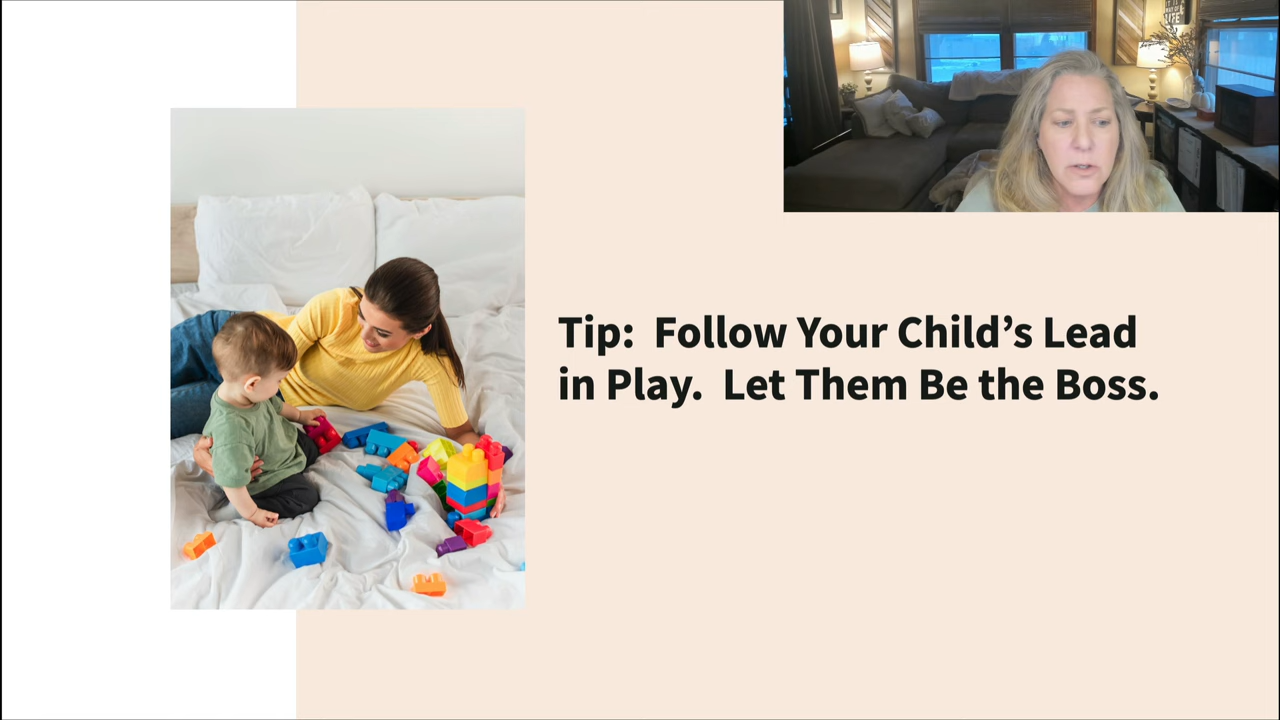 Tip:  Follow Your Child’s Lead
in Play.  Let Them Be the Boss.